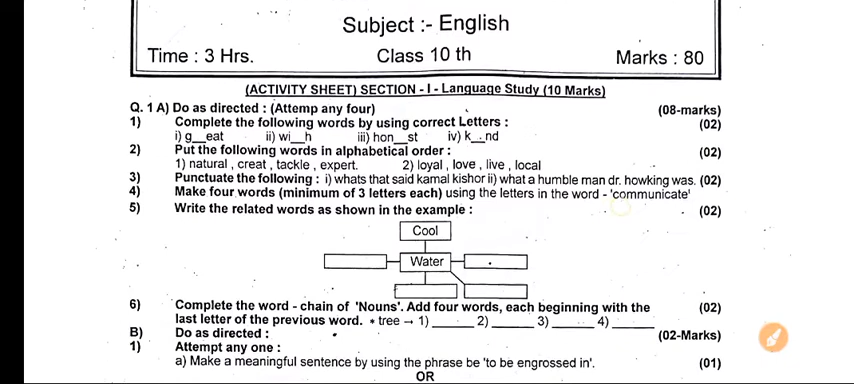 Subject :- English
Time : 3 Hrs. Class 10 th Marks : 80
(ACTIVITY SHEET) SECTION - I - Language Study (10 Marks)
Q. 1 A) Do as directed : (Attemp any four) (08-marks)
1) Complete the following words by using correct Letters : (02)
i) g__eat ii) wi__h iii) hon__st iv) k__nd
2) Put the following words in alphabetical order : (02)
1) natural , creat , tackle , expert. 2) loyal , love , live , local
3) Punctuate the following : i) whats that said kamal kishor ii) what a humble man dr. howking was. (02)
4) Make four words (minimum of 3 letters each) using the letters in the word - 'communicate'
5) Write the related words as shown in the example : (02)
Cool
Water
6) Complete the word - chain of 'Nouns'. Add four words, each beginning with the (02)
last letter of the previous word. * tree → 1) ______ 2) ______ 3) ______ 4) ______
B) Do as directed : (02-Marks)
1) Attempt any one :
a) Make a meaningful sentence by using the phrase be 'to be engrossed in'. (01)
OR